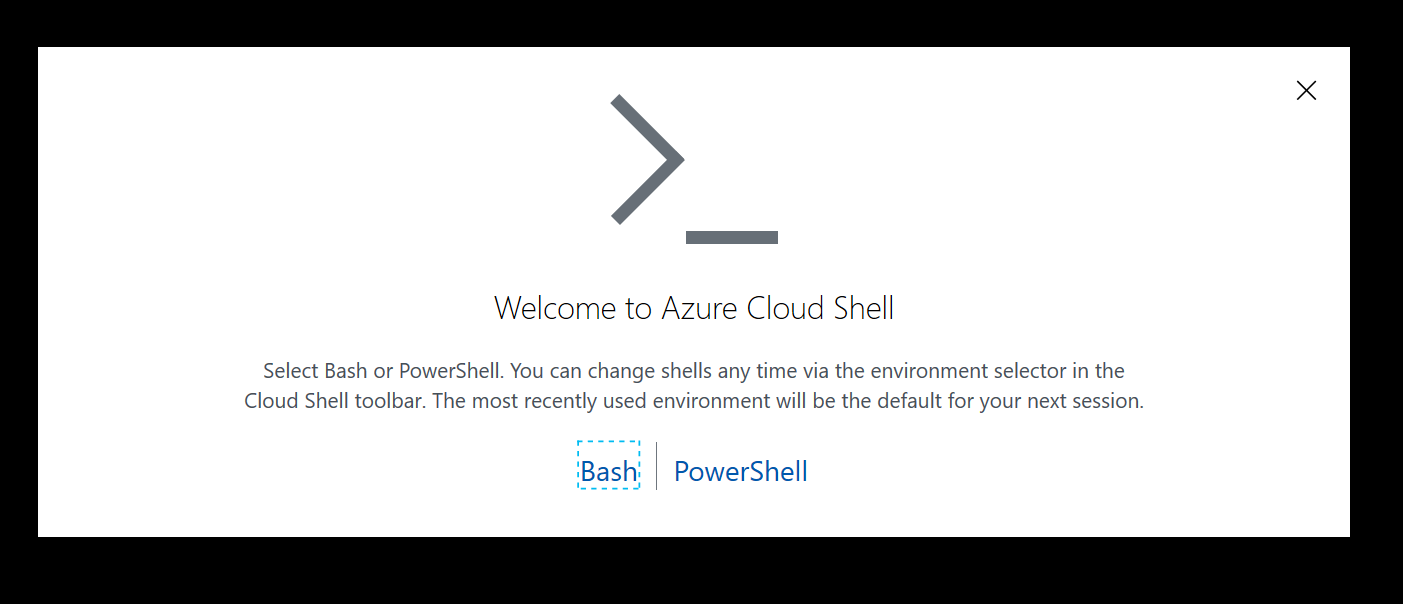 Welcome to Azure Cloud Shell
Select Bash or PowerShell. You can change shells any time via the environment selector in the
Cloud Shell toolbar. The most recently used environment will be the default for your next session.
Bash PowerShell